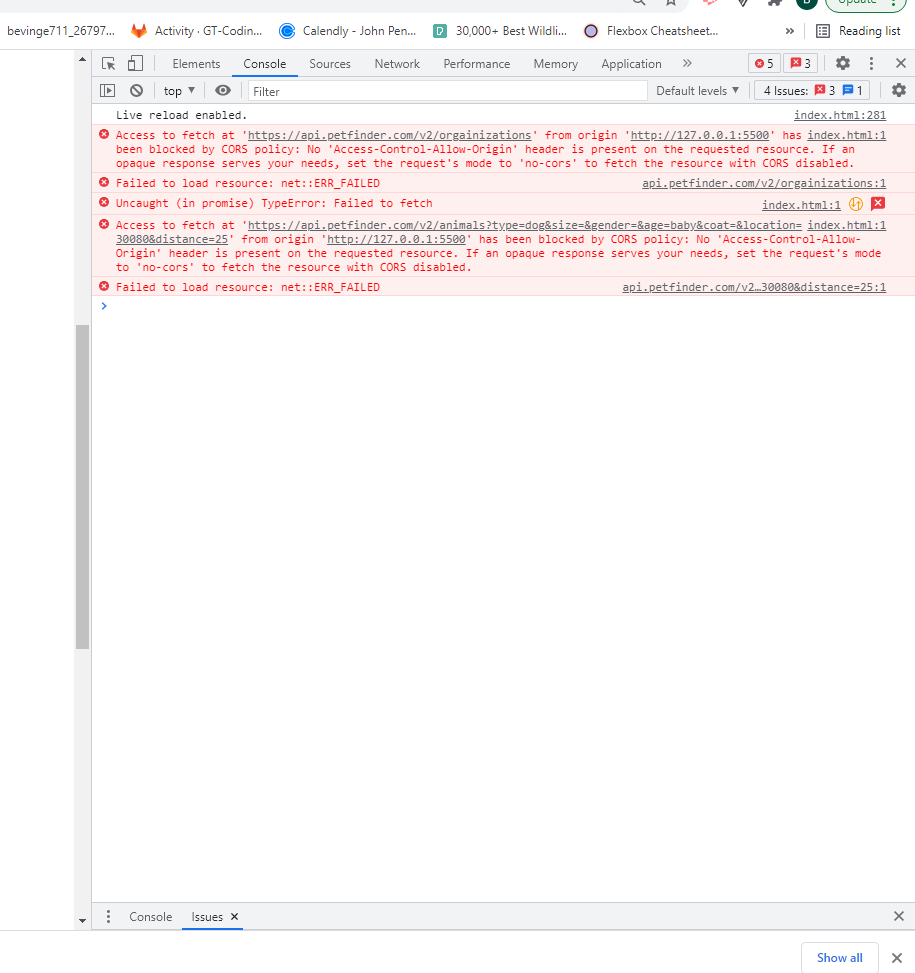 Update
bevinge711_26797... Activity · GT-Codin... Calendly - John Pen... 30,000+ Best Wildli... Flexbox Cheatsheet... » Reading list
Elements Console Sources Network Performance Memory Application » 5 3
top Filter Default levels 4 Issues: 3 1
Live reload enabled. index.html:281
Access to fetch at 'https://api.petfinder.com/v2/orgainizations' from origin 'http://127.0.0.1:5500' has index.html:1
been blocked by CORS policy: No 'Access-Control-Allow-Origin' header is present on the requested resource. If an
opaque response serves your needs, set the request's mode to 'no-cors' to fetch the resource with CORS disabled.
Failed to load resource: net::ERR_FAILED api.petfinder.com/v2/orgainizations:1
Uncaught (in promise) TypeError: Failed to fetch index.html:1
Access to fetch at 'https://api.petfinder.com/v2/animals?type=dog&size=&gender=&age=baby&coat=&location= index.html:1
30080&distance=25' from origin 'http://127.0.0.1:5500' has been blocked by CORS policy: No 'Access-Control-Allow-
Origin' header is present on the requested resource. If an opaque response serves your needs, set the request's mode
to 'no-cors' to fetch the resource with CORS disabled.
Failed to load resource: net::ERR_FAILED api.petfinder.com/v2…30080&distance=25:1
Console Issues
Show all